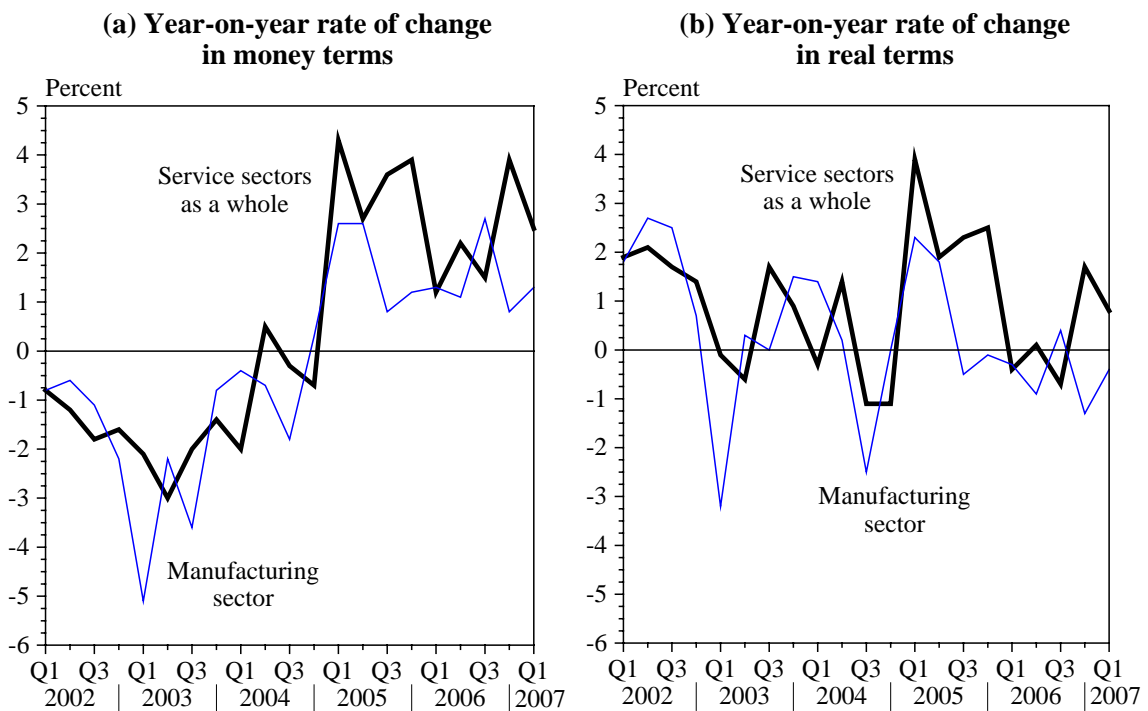 (a) Year-on-year rate of change
in money terms
Percent
5
4
3
2
1
0
-1
-2
-3
-4
-5
-6
Service sectors
as a whole
Manufacturing
sector
Q1 Q3 Q1 Q3 Q1 Q3 Q1 Q3 Q1 Q3 Q1
2002 2003 2004 2005 2006 2007
(b) Year-on-year rate of change
in real terms
Percent
5
4
3
2
1
0
-1
-2
-3
-4
-5
-6
Service sectors
as a whole
Manufacturing
sector
Q1 Q3 Q1 Q3 Q1 Q3 Q1 Q3 Q1 Q3 Q1
2002 2003 2004 2005 2006 2007